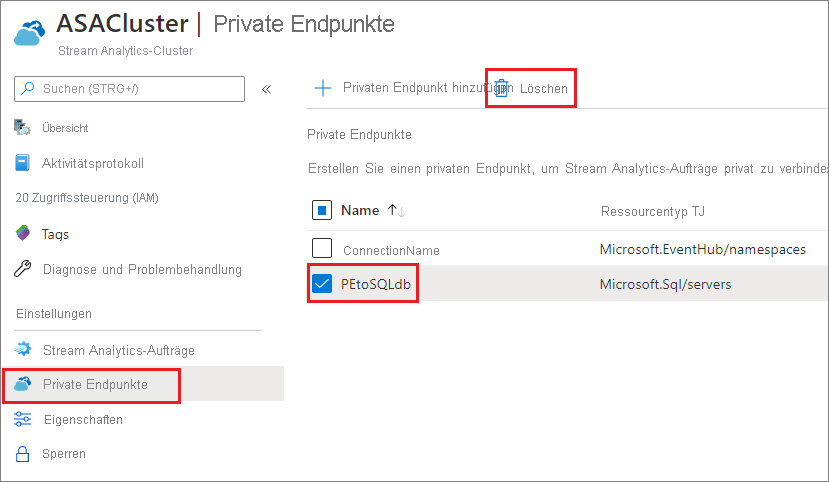 ASACluster | Private Endpunkte
Stream Analytics-Cluster
Suchen (STRG+/)
«
Privaten Endpunkt hinzufügen
Löschen
Übersicht
Aktivitätsprotokoll
20 Zugriffssteuerung (IAM)
Taqs
Diagnose und Problembehandlung
Einstellungen
Stream Analytics-Aufträge
Private Endpunkte
Eigenschaften
Sperren
Private Endpunkte
Erstellen Sie einen privaten Endpunkt, um Stream Analytics-Aufträge privat zu verbinde
Name ↑↓ Ressourcentyp TJ
ConnectionName Microsoft.EventHub/namespaces
PEtoSQLdb Microsoft.Sql/servers